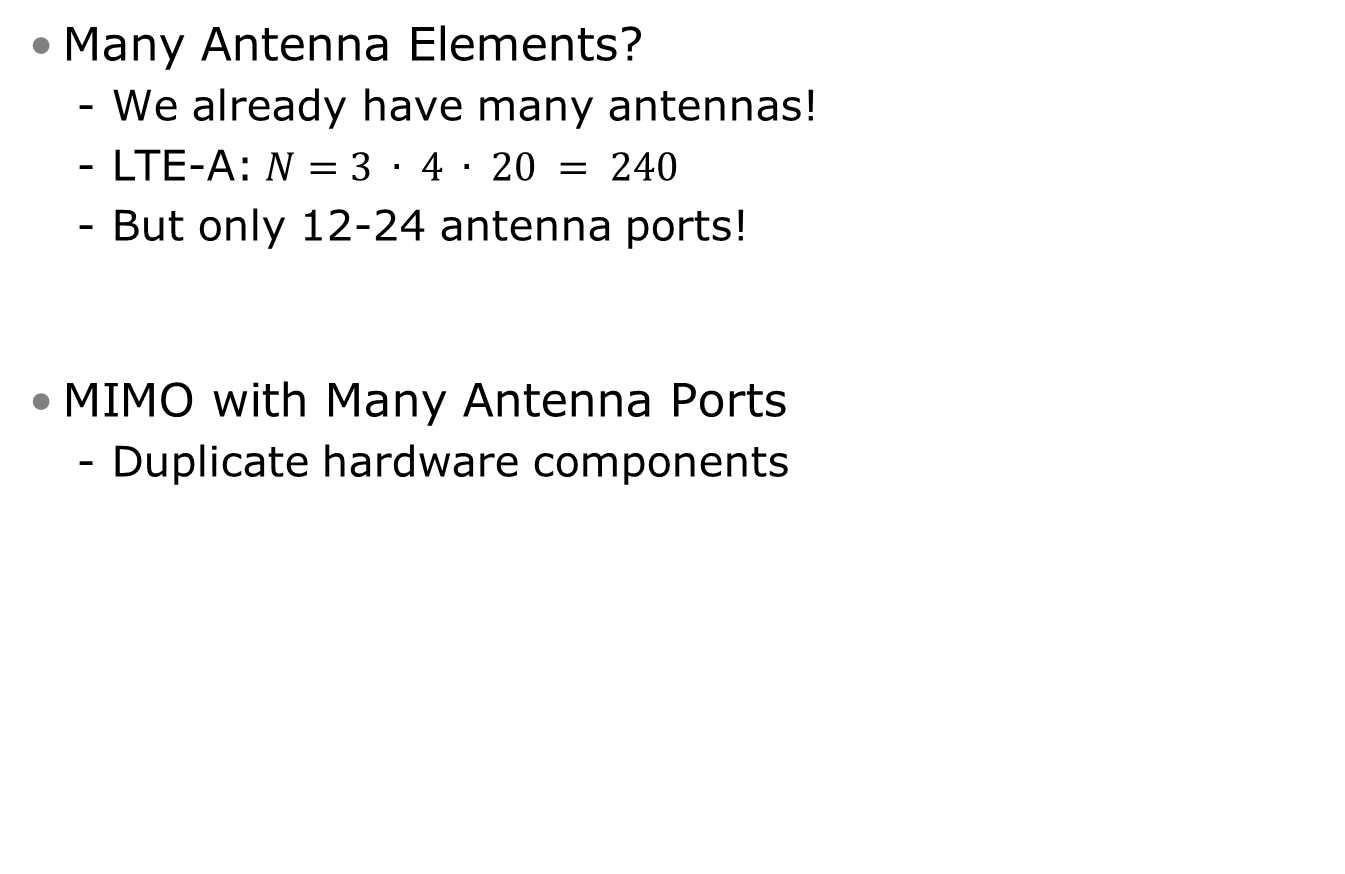 • Many Antenna Elements?
- We already have many antennas!
- LTE-A: N = 3 · 4 · 20 = 240
- But only 12-24 antenna ports!
• MIMO with Many Antenna Ports
- Duplicate hardware components